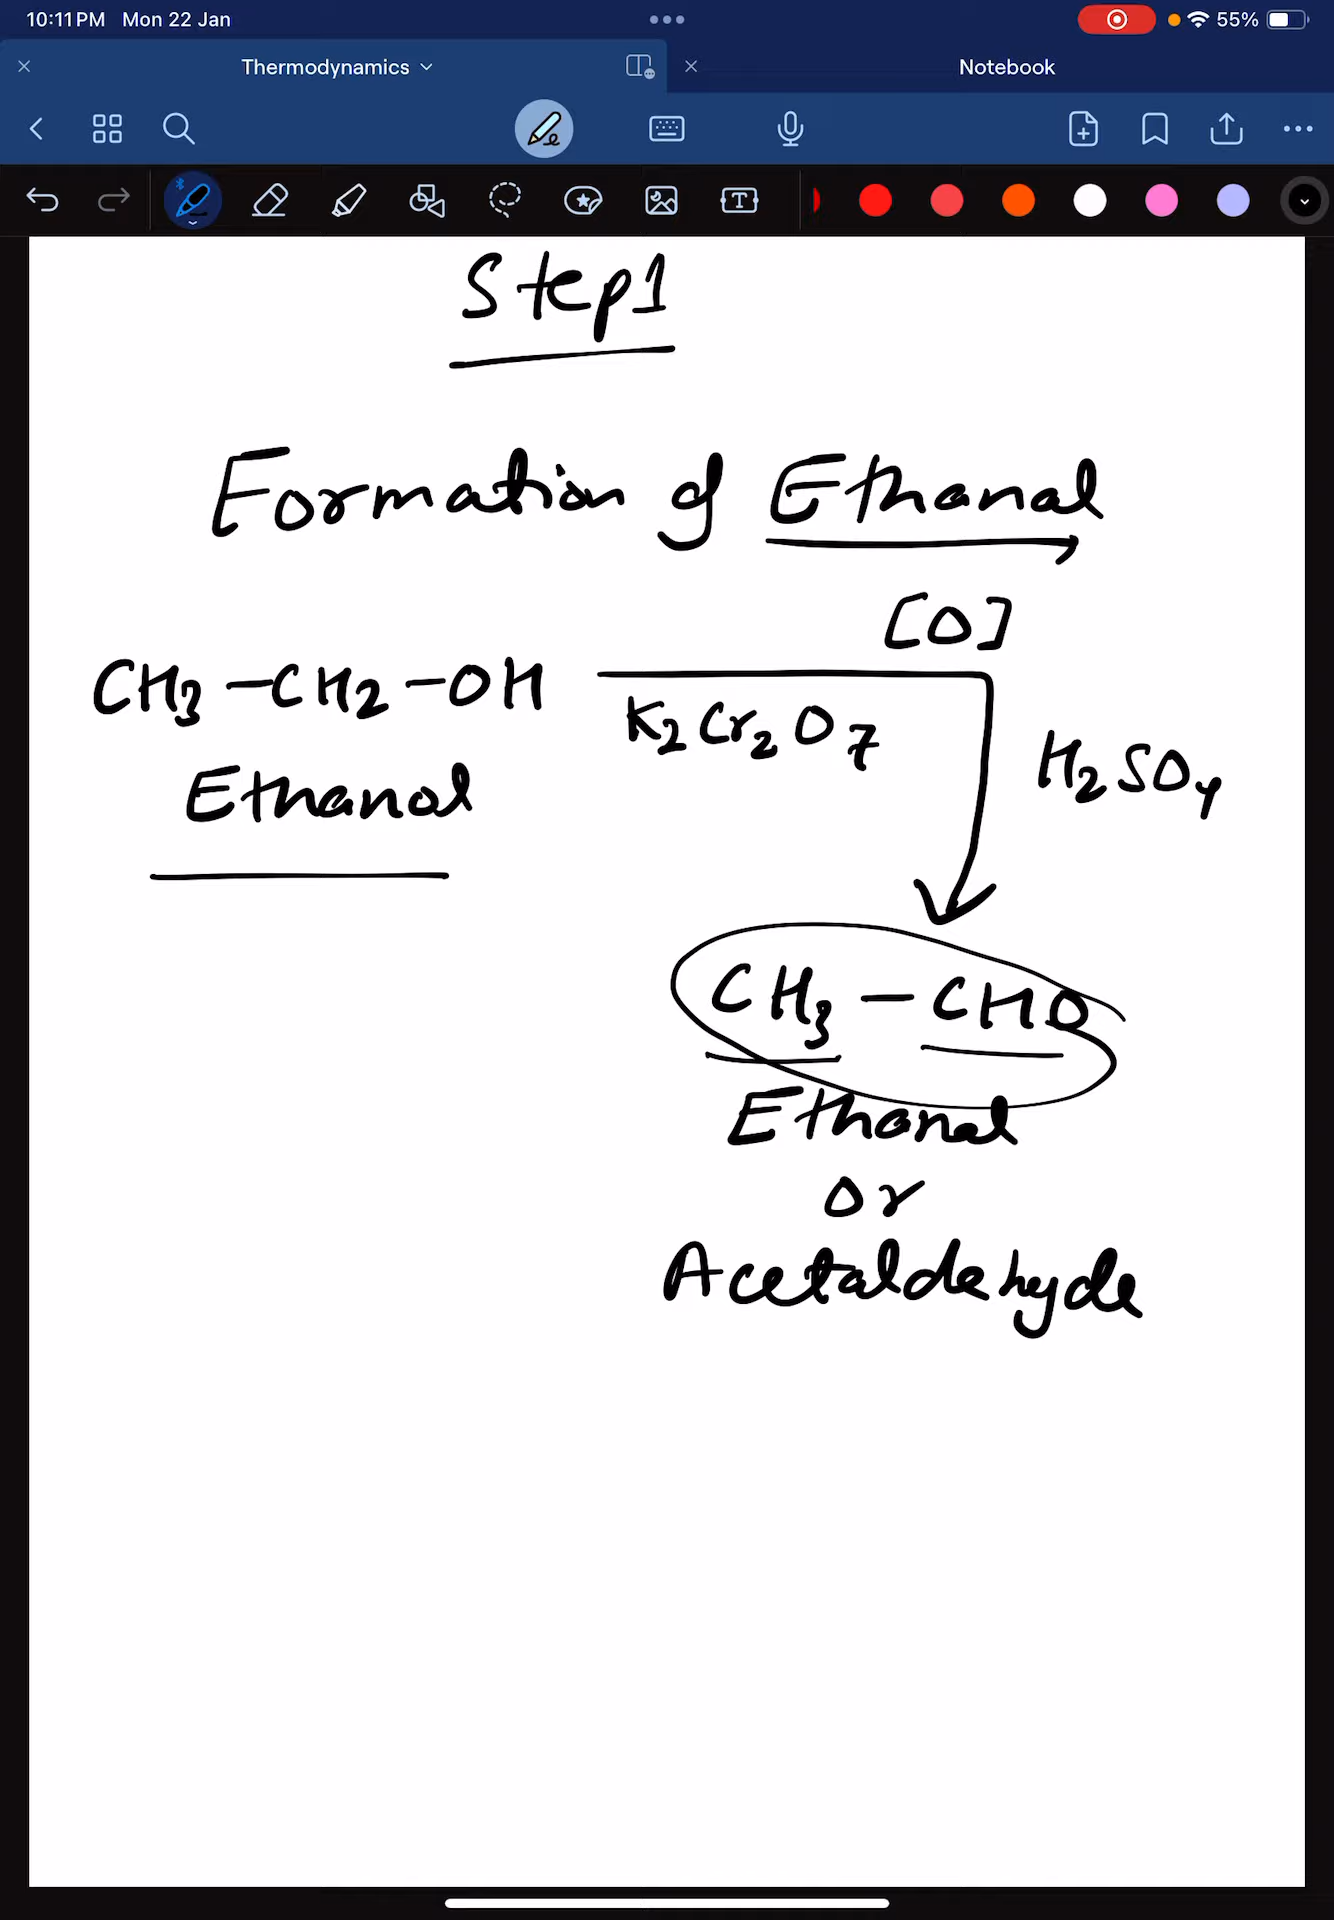 10:11 PM Mon 22 Jan 55%
Thermodynamics Notebook
Step1
Formation of Ethanal
[O]
CH3 -CH2 -OH K2Cr2O7 H2SO4
Ethanol
CH3 - CHO
Ethanal
or
Acetaldehyde